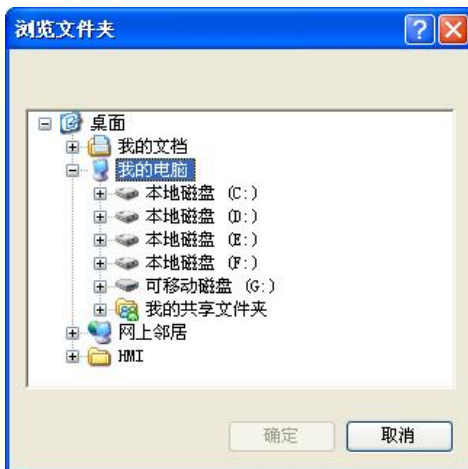 浏览文件夹
桌面
我的文档
我的电脑
本地磁盘 (C:)
本地磁盘 (D:)
本地磁盘 (E:)
本地磁盘 (F:)
可移动磁盘 (G:)
我的共享文件夹
网上邻居
HMI
确定 取消